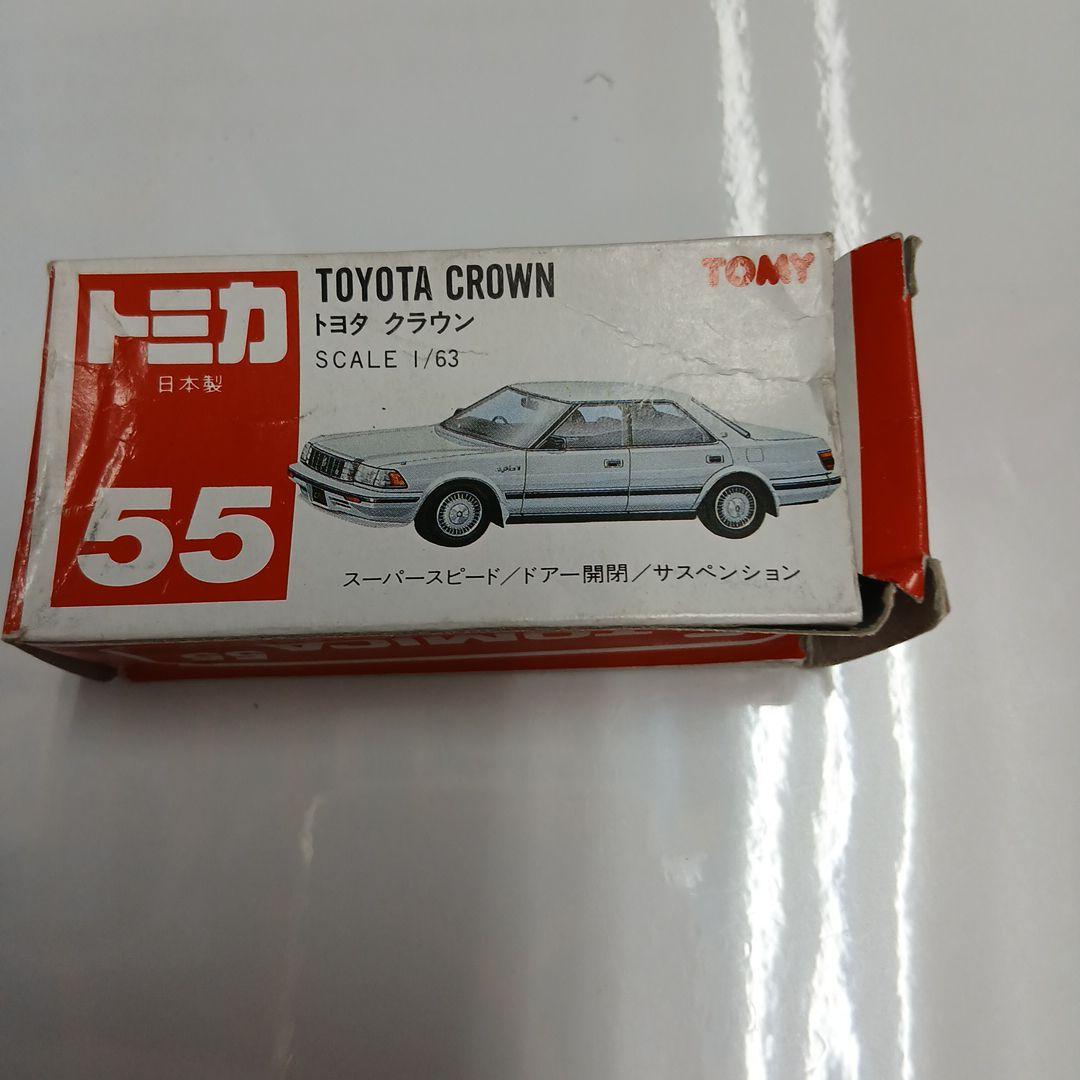 トミカ
日本製
55
TOYOTA CROWN
トヨタ クラウン
SCALE 1/63
TOMY
スーパースピード/ドアー開閉/サスペンション
TOMICA 55